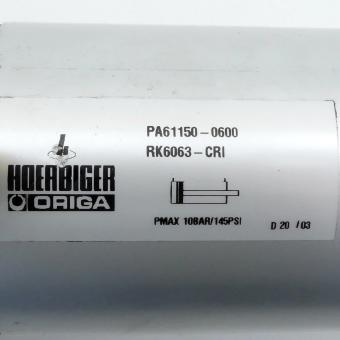 PA61150-0600
RK6063-CRI
HOERBIGER
ORIGA
PMAX 10BAR/145PSI
D 20 / 03